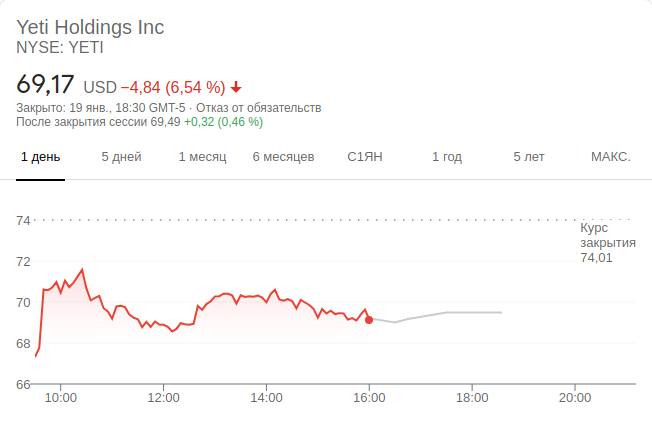 Yeti Holdings Inc
NYSE: YETI
69,17 USD −4,84 (6,54 %)
Закрыто: 19 янв., 18:30 GMT-5 · Отказ от обязательств
После закрытия сессии 69,49 +0,32 (0,46 %)
1 день 5 дней 1 месяц 6 месяцев С1ЯН 1 год 5 лет МАКС.
74
Курс
закрытия
74,01
72
70
68
66
10:00 12:00 14:00 16:00 18:00 20:00